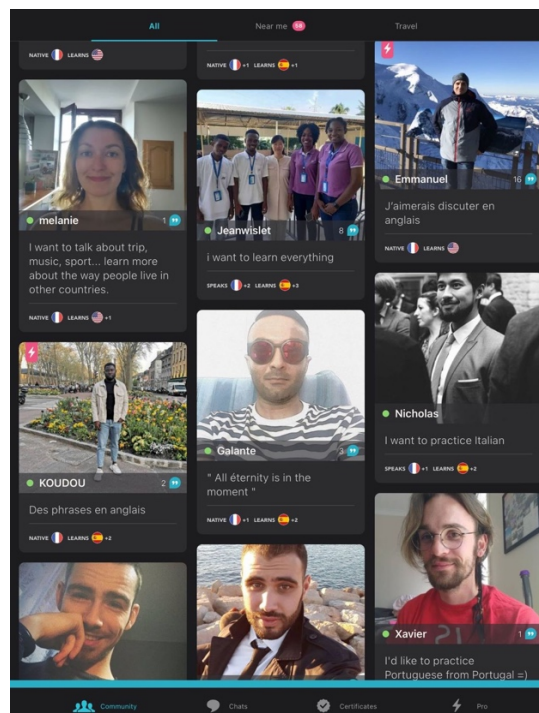 All
Near me 58
Travel
NATIVE LEARNS
melanie 1
I want to talk about trip,
music, sport... learn more
about the way people live in
other countries.
NATIVE LEARNS +1
KOUDOU 2
Des phrases en anglais
NATIVE LEARNS +2
NATIVE +1 LEARNS +1
Jeanwislet 8
i want to learn everything
SPEAKS +2 LEARNS +3
Galante 3
" All éternity is in the
moment "
NATIVE +1 LEARNS +2
Emmanuel 16
J'aimerais discuter en
anglais
NATIVE LEARNS
Nicholas
I want to practice Italian
SPEAKS +1 LEARNS +2
Xavier 1
I'd like to practice
Portuguese from Portugal =)
Community
Chats
Certificates
Pro